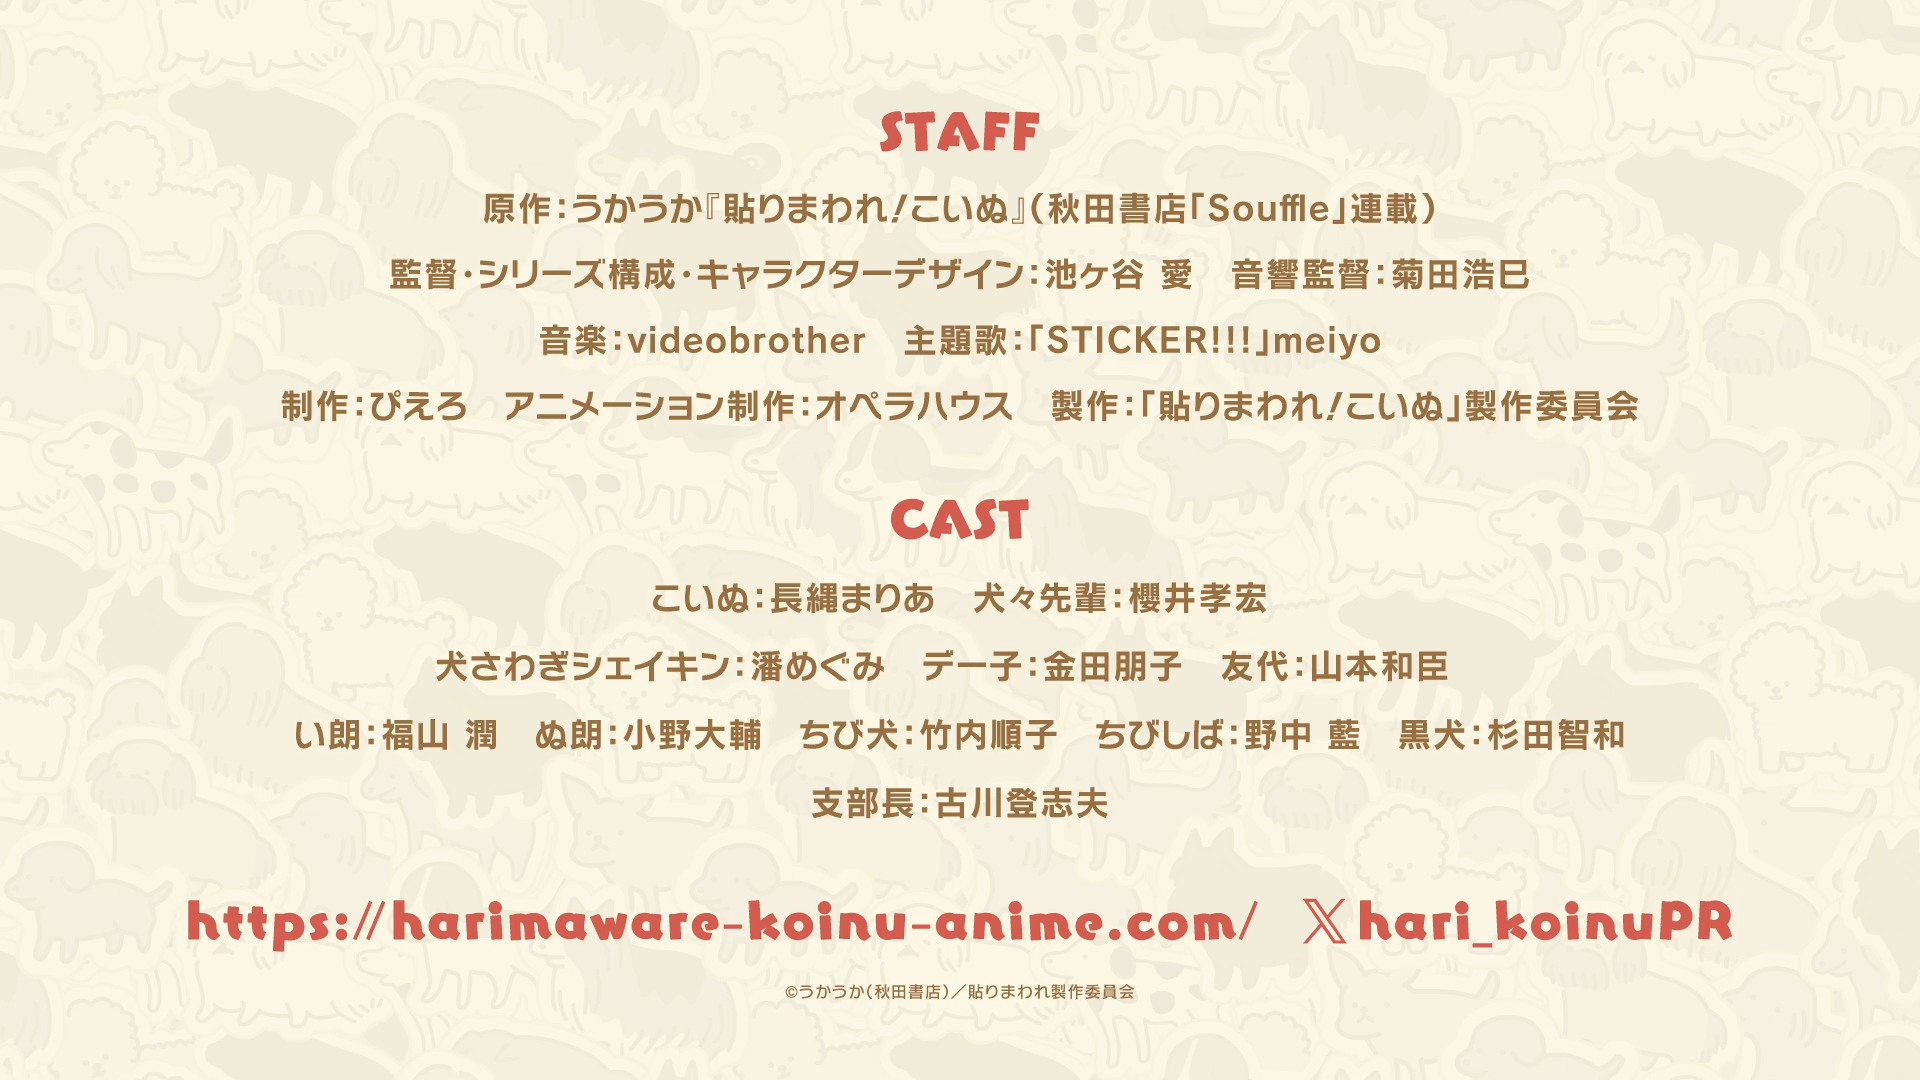 STAFF
原作：うかうか『貼りまわれ！こいぬ』（秋田書店「Souffle」連載）
監督・シリーズ構成・キャラクターデザイン：池ヶ谷 愛　音響監督：菊田浩巳
音楽：videobrother　主題歌：「STICKER!!!」meiyo
制作：ぴえろ　アニメーション制作：オペラハウス　製作：「貼りまわれ！こいぬ」製作委員会
CAST
こいぬ：長縄まりあ　犬々先輩：櫻井孝宏
犬さわぎシェイキン：潘めぐみ　デー子：金田朋子　友代：山本和臣
い朗：福山 潤　ぬ朗：小野大輔　ちび犬：竹内順子　ちびしば：野中 藍　黒犬：杉田智和
支部長：古川登志夫
https://harimaware-koinu-anime.com/　X hari_koinuPR
©うかうか（秋田書店）／貼りまわれ製作委員会